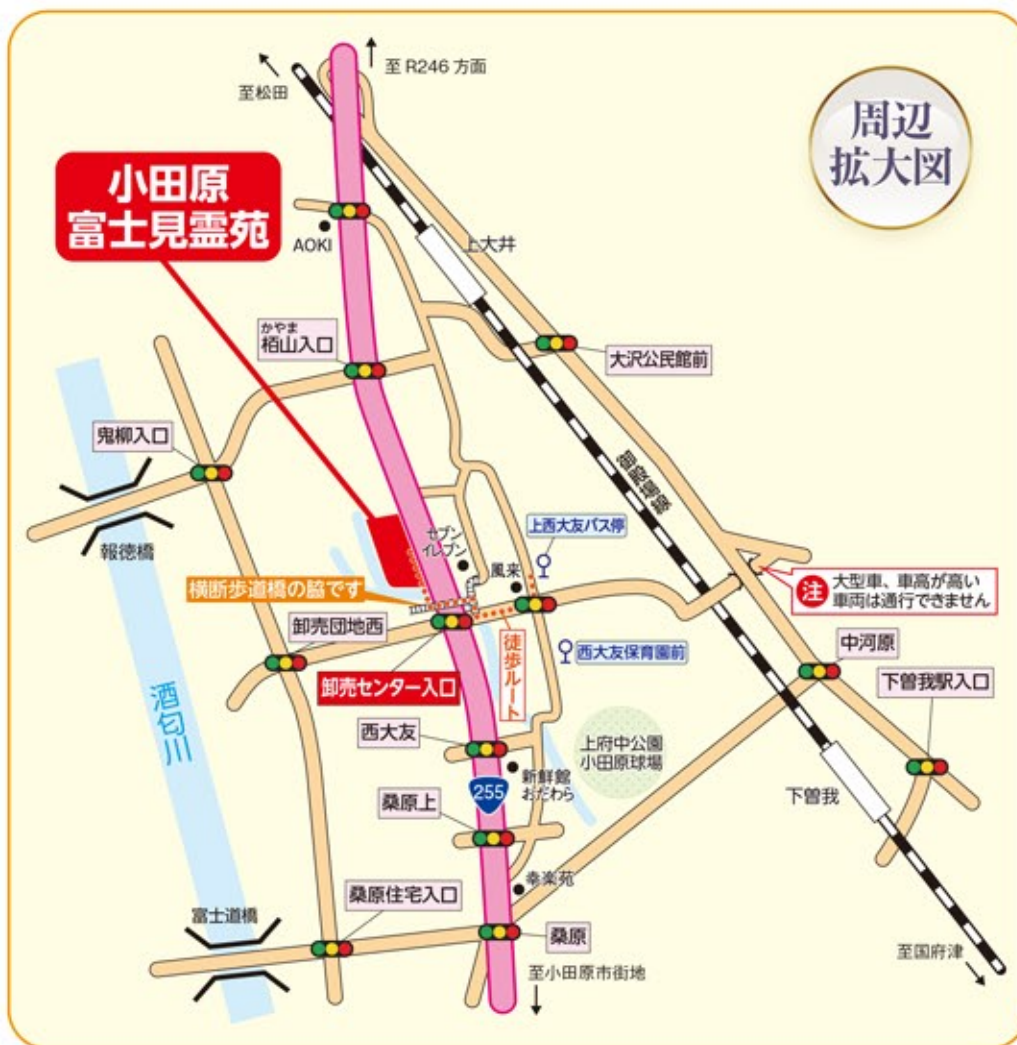 至R246方面
至松田
周辺
拡大図
小田原
富士見霊苑
AOKI
上大井
かやま
栢山入口
大沢公民館前
鬼柳入口
御殿場線
報徳橋
セブン
イレブン
上西大友バス停
風来
横断歩道橋の脇です
注
大型車、車高が高い
車両は通行できません
卸売団地西
徒歩ルート
西大友保育園前
中河原
卸売センター入口
下曽我駅入口
酒匂川
西大友
上府中公園
小田原球場
新鮮館
おだわら
255
下曽我
桑原上
幸楽苑
桑原住宅入口
富士道橋
桑原
至小田原市街地
至国府津